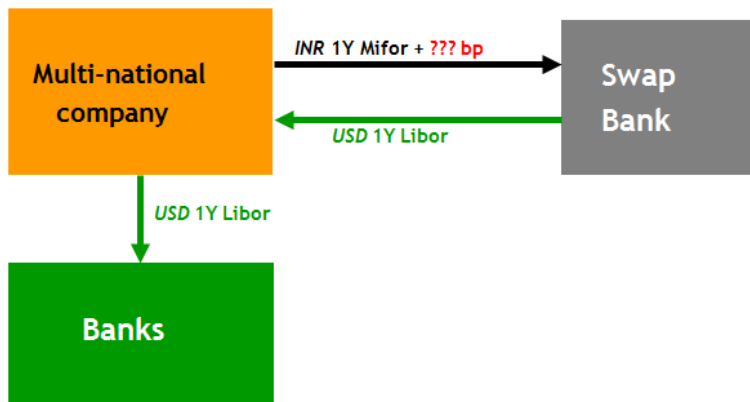 Multi-national
company
INR 1Y Mifor + ??? bp
Swap
Bank
USD 1Y Libor
USD 1Y Libor
Banks